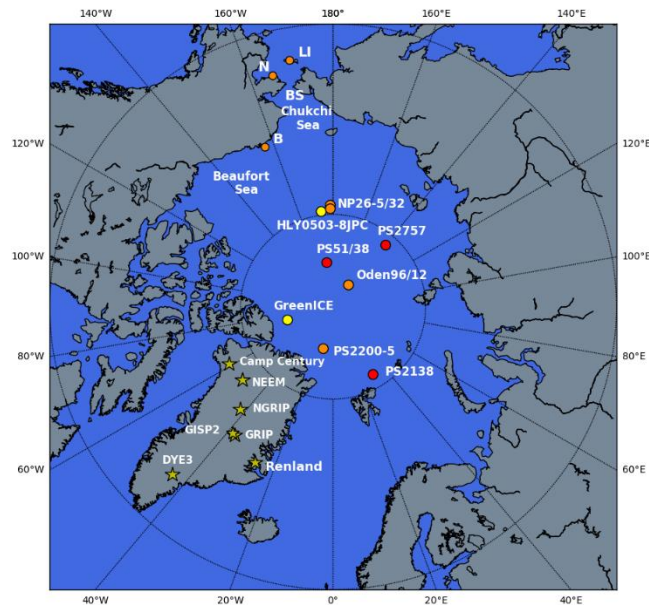 140°W 160°W 180° 160°E 140°E
LI
N
BS
Chukchi
Sea
120°W
B
120°E
Beaufort
Sea
NP26-5/32
HLY0503-8JPC
PS2757
100°W
PS51/38
100°E
Oden96/12
GreenICE
80°W
Camp Century
PS2200-5
80°E
NEEM
PS2138
NGRIP
GISP2
GRIP
DYE3
Renland
60°W
60°E
40°W 20°W 0° 20°E 40°E